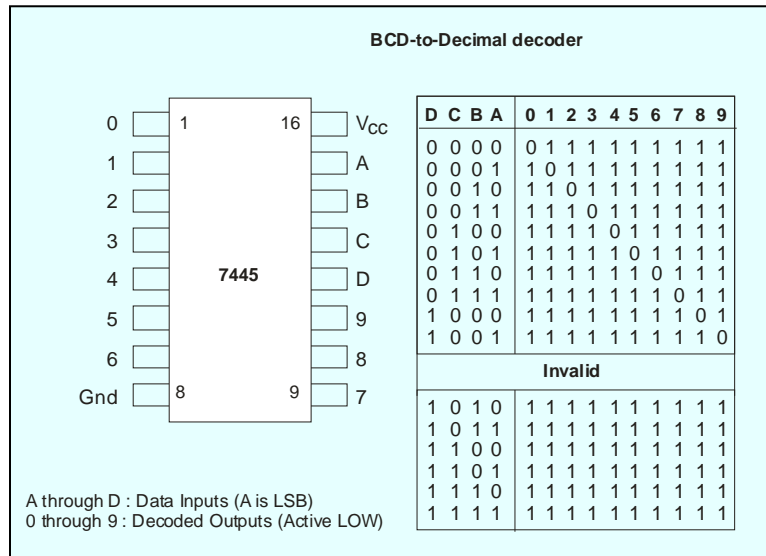 BCD-to-Decimal decoder
0 1 16 VCC
1 A
2 B
3 C
4 7445 D
5 9
6 8
Gnd 8 9 7
D C B A 0 1 2 3 4 5 6 7 8 9
0 0 0 0 0 1 1 1 1 1 1 1 1 1
0 0 0 1 1 0 1 1 1 1 1 1 1 1
0 0 1 0 1 1 0 1 1 1 1 1 1 1
0 0 1 1 1 1 1 0 1 1 1 1 1 1
0 1 0 0 1 1 1 1 0 1 1 1 1 1
0 1 0 1 1 1 1 1 1 0 1 1 1 1
0 1 1 0 1 1 1 1 1 1 0 1 1 1
0 1 1 1 1 1 1 1 1 1 1 0 1 1
1 0 0 0 1 1 1 1 1 1 1 1 0 1
1 0 0 1 1 1 1 1 1 1 1 1 1 0
Invalid
1 0 1 0 1 1 1 1 1 1 1 1 1 1
1 0 1 1 1 1 1 1 1 1 1 1 1 1
1 1 0 0 1 1 1 1 1 1 1 1 1 1
1 1 0 1 1 1 1 1 1 1 1 1 1 1
1 1 1 0 1 1 1 1 1 1 1 1 1 1
1 1 1 1 1 1 1 1 1 1 1 1 1 1
A through D : Data Inputs (A is LSB)
0 through 9 : Decoded Outputs (Active LOW)